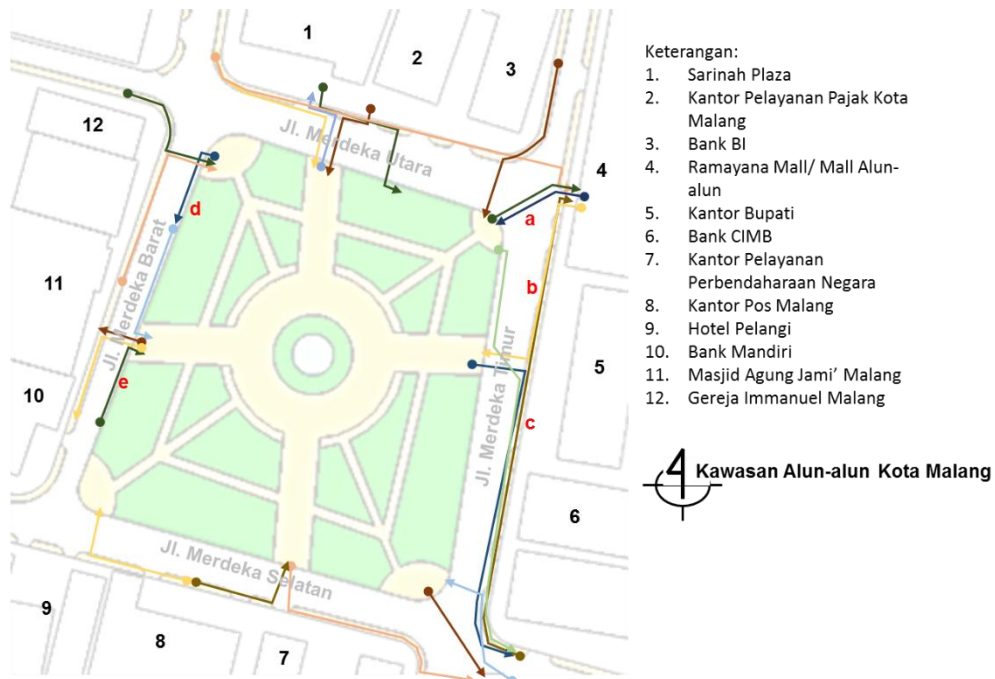 1
2
3
12
4
Jl. Merdeka Utara
a
d
b
11
Jl. Merdeka Barat
5
10
e
Jl. Merdeka Timur
c
6
Jl. Merdeka Selatan
9
8
7
Keterangan:
1. Sarinah Plaza
2. Kantor Pelayanan Pajak Kota
Malang
3. Bank BI
4. Ramayana Mall/ Mall Alun-
alun
5. Kantor Bupati
6. Bank CIMB
7. Kantor Pelayanan
Perbendaharaan Negara
8. Kantor Pos Malang
9. Hotel Pelangi
10. Bank Mandiri
11. Masjid Agung Jami’ Malang
12. Gereja Immanuel Malang
4 Kawasan Alun-alun Kota Malang